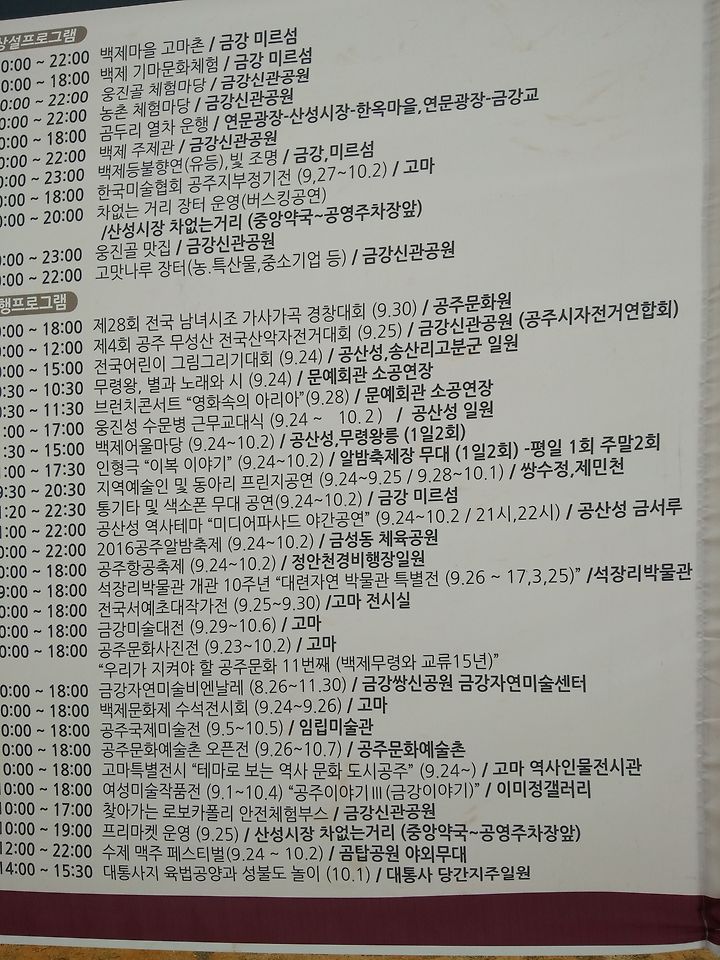 상설프로그램
0:00 ~ 22:00 백제마을 고마촌 / 금강 미르섬
0:00 ~ 18:00 백제 기마문화체험 / 금강 미르섬
0:00 ~ 22:00 웅진골 체험마당 / 금강신관공원
0:00 ~ 22:00 농촌 체험마당 / 금강신관공원
0:00 ~ 18:00 곰두리 열차 운행 / 연문광장-산성시장-한옥마을,연문광장-금강교
0:00 ~ 22:00 백제 주제관 / 금강신관공원
0:00 ~ 23:00 백제등불향연(유등),빛 조명 / 금강,미르섬
0:00 ~ 18:00 한국미술협회 공주지부정기전 (9,27~10.2) / 고마
0:00 ~ 20:00 차없는 거리 장터 운영(버스킹공연)
/산성시장 차없는거리 (중앙약국~공영주차장앞)
0:00 ~ 23:00 웅진골 맛집 / 금강신관공원
0:00 ~ 22:00 고맛나루 장터(농.특산물,중소기업 등) / 금강신관공원
행프로그램
0:00 ~ 18:00 제28회 전국 남녀시조 가사가곡 경창대회 (9.30) / 공주문화원
0:00 ~ 12:00 제4회 공주 무성산 전국산악자전거대회 (9.25) / 금강신관공원 (공주시자전거연합회)
0:00 ~ 15:00 전국어린이 그림그리기대회 (9.24) / 공산성,송산리고분군 일원
0:30 ~ 10:30 무령왕, 별과 노래와 시 (9.24) / 문예회관 소공연장
0:30 ~ 11:30 브런치콘서트 “영화속의 아리아”(9.28) / 문예회관 소공연장
1:00 ~ 17:00 웅진성 수문병 근무교대식 (9.24 ~ 10.2) / 공산성 일원
:30 ~ 15:00 백제어울마당 (9.24~10.2) / 공산성,무령왕릉 (1일2회)
1:00 ~ 17:30 인형극 “이복 이야기” (9.24~10.2) / 알밤축제장 무대 (1일2회) -평일 1회 주말2회
9:30 ~ 20:30 지역예술인 및 동아리 프린지공연 (9.24~9.25 / 9.28~10.1) / 쌍수정,제민천
1:20 ~ 22:30 통기타 및 색소폰 무대 공연(9.24~10.2) / 금강 미르섬
1:00 ~ 22:00 공산성 역사테마 “미디어파사드 야간공연” (9.24~10.2 / 21시,22시) / 공산성 금서루
0:00 ~ 22:00 2016공주알밤축제 (9.24~10.2) / 금성동 체육공원
0:00 ~ 18:00 공주항공축제 (9.24~10.2) / 정안천경비행장일원
9:00 ~ 18:00 석장리박물관 개관 10주년 “대련자연 박물관 특별전 (9.26 ~ 17,3,25)” /석장리박물관
0:00 ~ 18:00 전국서예초대작가전 (9.25~9.30) /고마 전시실
0:00 ~ 18:00 금강미술대전 (9.29~10.6) / 고마
0:00 ~ 18:00 공주문화사진전 (9.23~10.2) / 고마
“우리가 지켜야 할 공주문화 11번째 (백제무령와 교류15년)”
0:00 ~ 18:00 금강자연미술비엔날레 (8.26~11.30) / 금강쌍신공원 금강자연미술센터
0:00 ~ 18:00 백제문화제 수석전시회 (9.24~9.26) / 고마
0:00 ~ 18:00 공주국제미술전 (9.5~10.5) / 임립미술관
0:00 ~ 18:00 공주문화예술촌 오픈전 (9.26~10.7) / 공주문화예술촌
10:00 ~ 18:00 고마특별전시 “테마로 보는 역사 문화 도시공주” (9.24~) / 고마 역사인물전시관
10:00 ~ 18:00 여성미술작품전 (9.1~10.4) “공주이야기Ⅲ(금강이야기)” / 이미정갤러리
10:00 ~ 17:00 찾아가는 로보카폴리 안전체험부스 / 금강신관공원
10:00 ~ 19:00 프리마켓 운영 (9.25) / 산성시장 차없는거리 (중앙약국~공영주차장앞)
12:00 ~ 22:00 수제 맥주 페스티벌(9.24 ~ 10.2) / 곰탑공원 야외무대
14:00 ~ 15:30 대통사지 육법공양과 성불도 놀이 (10.1) / 대통사 당간지주일원